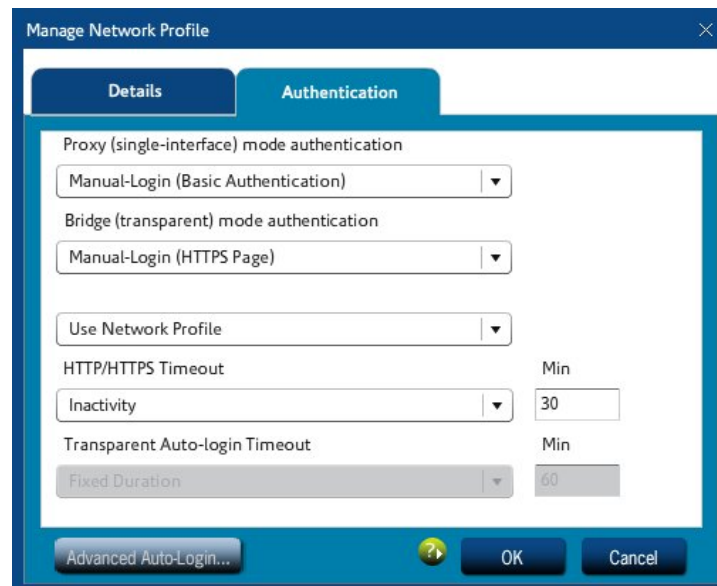 Manage Network Profile
Details
Authentication
Proxy (single-interface) mode authentication
Manual-Login (Basic Authentication)
Bridge (transparent) mode authentication
Manual-Login (HTTPS Page)
Use Network Profile
HTTP/HTTPS Timeout Min
Inactivity 30
Transparent Auto-login Timeout Min
Fixed Duration 60
Advanced Auto-Login... ? OK Cancel